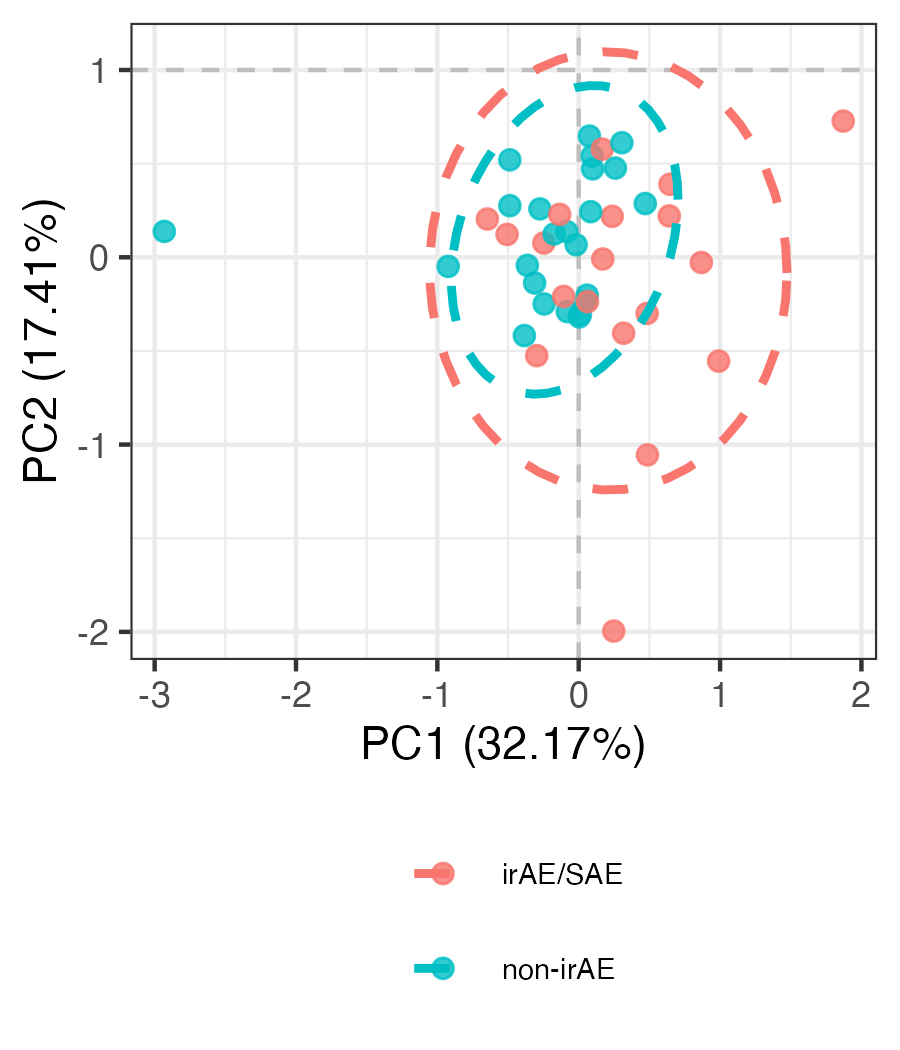 1
0
-1
-2
PC2 (17.41%)
-3 -2 -1 0 1 2
PC1 (32.17%)
irAE/SAE
non-irAE